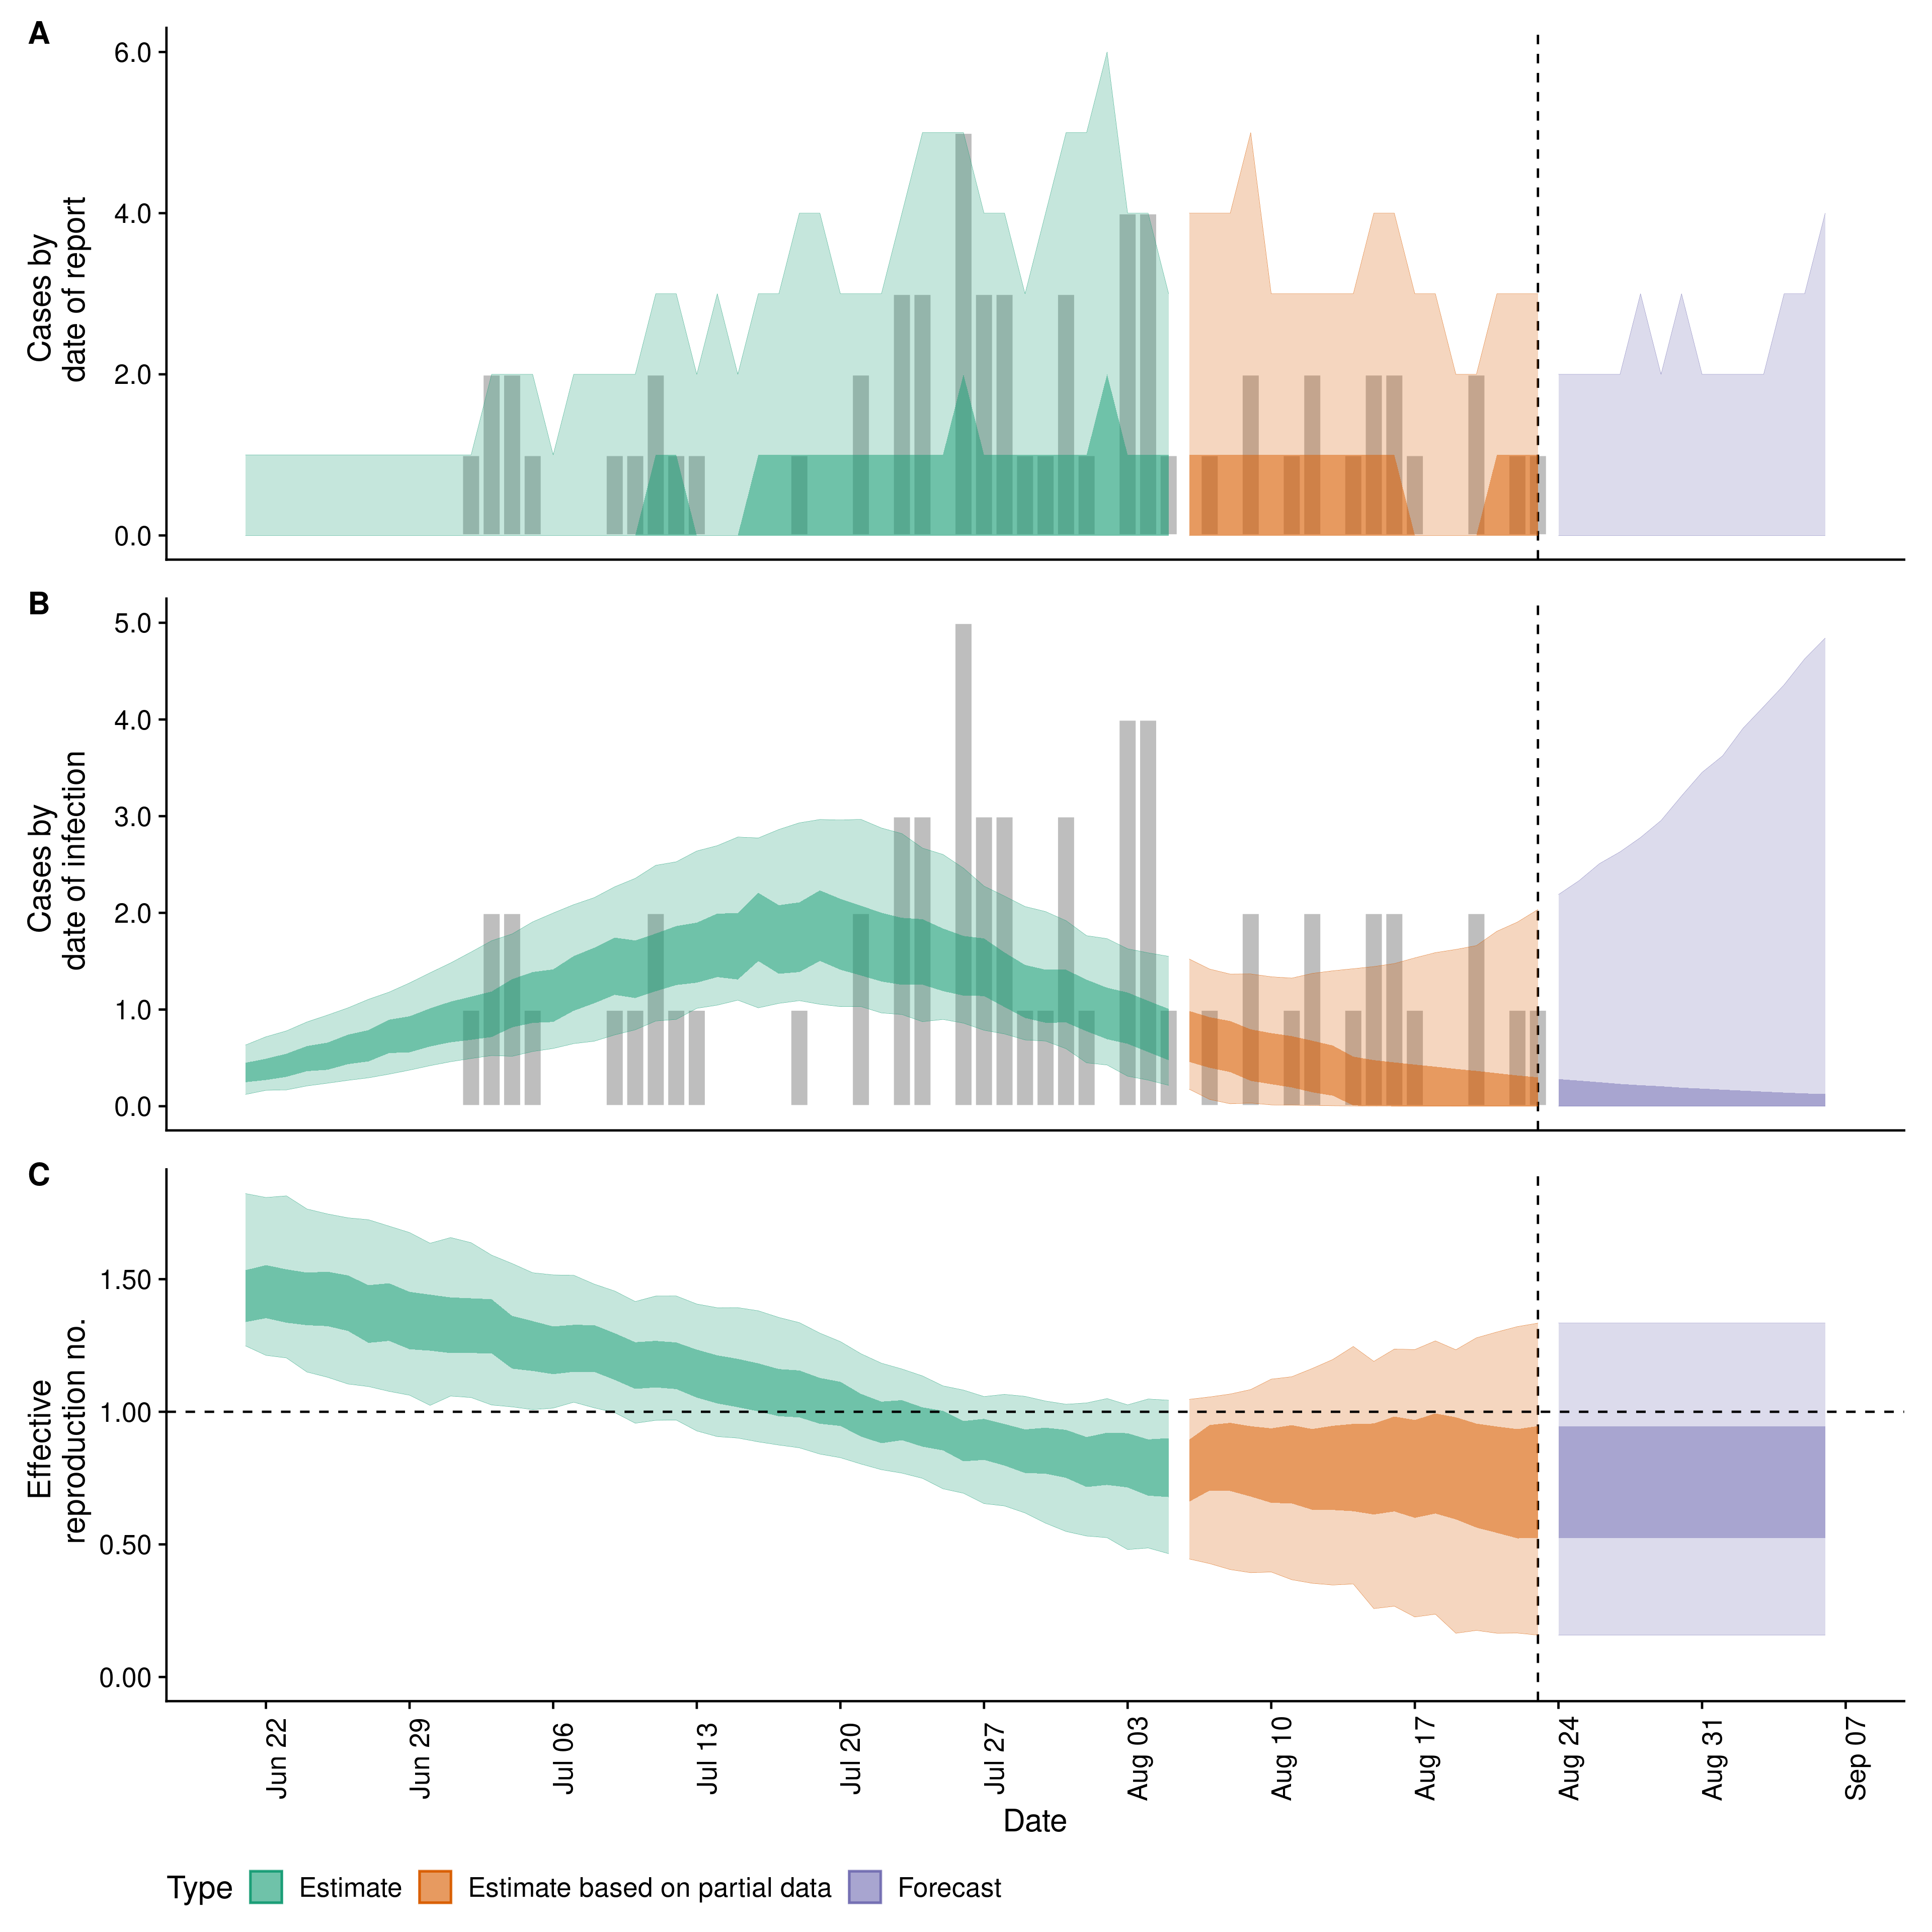 A
Cases by
date of report
6.0
4.0
2.0
0.0
B
Cases by
date of infection
5.0
4.0
3.0
2.0
1.0
0.0
C
Effective
reproduction no.
1.50
1.00
0.50
0.00
Jun 22
Jun 29
Jul 06
Jul 13
Jul 20
Jul 27
Aug 03
Aug 10
Aug 17
Aug 24
Aug 31
Sep 07
Date
Type Estimate Estimate based on partial data Forecast